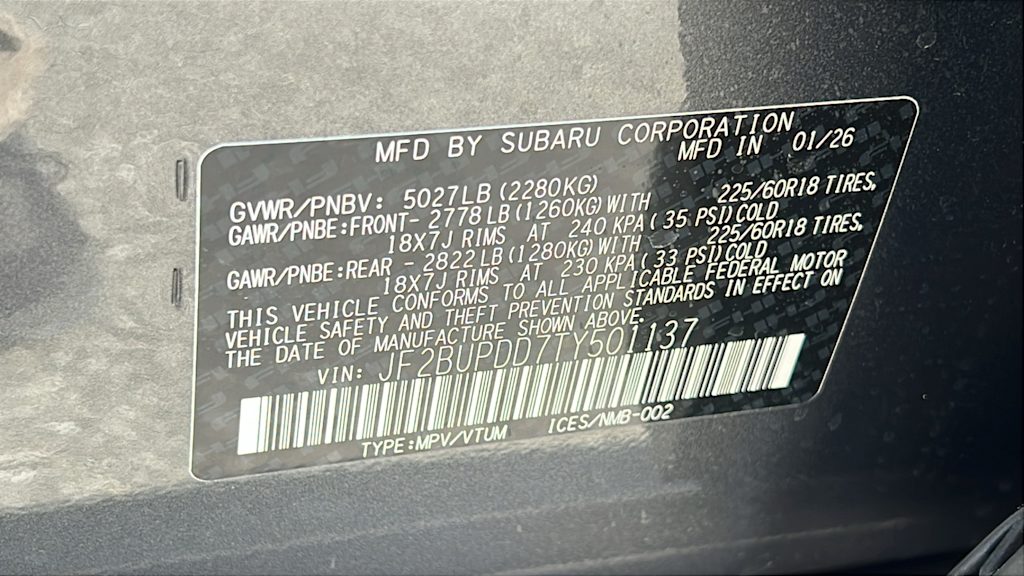 MFD BY SUBARU CORPORATION
MFD IN 01/26
GVWR/PNBV: 5027LB (2280KG)
GAWR/PNBE:FRONT- 2778 LB(1260KG)WITH 225/60R18 TIRES,
18X7J RIMS AT 240 KPA( 35 PSI)COLD
GAWR/PNBE:REAR - 2822 LB(1280KG)WITH 225/60R18 TIRES,
18X7J RIMS AT 230 KPA( 33 PSI)COLD
THIS VEHICLE CONFORMS TO ALL APPLICABLE FEDERAL MOTOR
VEHICLE SAFETY AND THEFT PREVENTION STANDARDS IN EFFECT ON
THE DATE OF MANUFACTURE SHOWN ABOVE.
VIN: JF2BUPDD7TY501137
TYPE:MPV/VTUM ICES/NMB-002